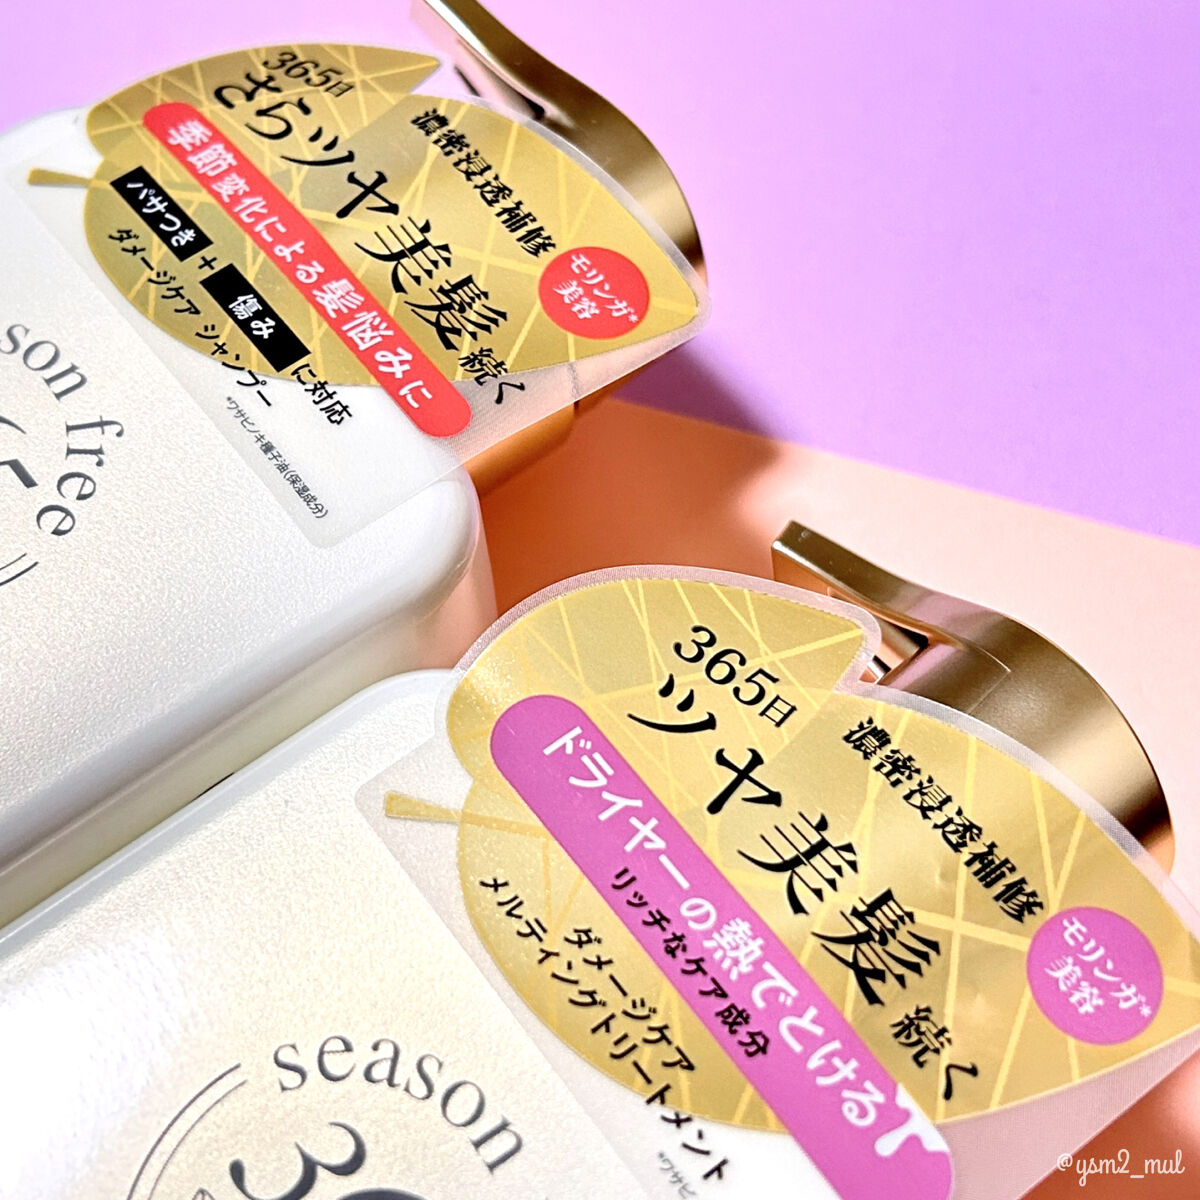 365日
さらツヤ美髪続く
濃密浸透補修
モリンガ*
美容
季節変化による髪悩みに
パサつき+傷みに対応
ダメージケア シャンプー
*ワサビノキ種子油(保湿成分)
son free
365日
ツヤ美髪続く
濃密浸透補修
モリンガ*
美容
ドライヤーの熱でとける
リッチなケア成分
ダメージケア
メルティングトリートメント
*ワサビノキ
season
@ysm2_mul